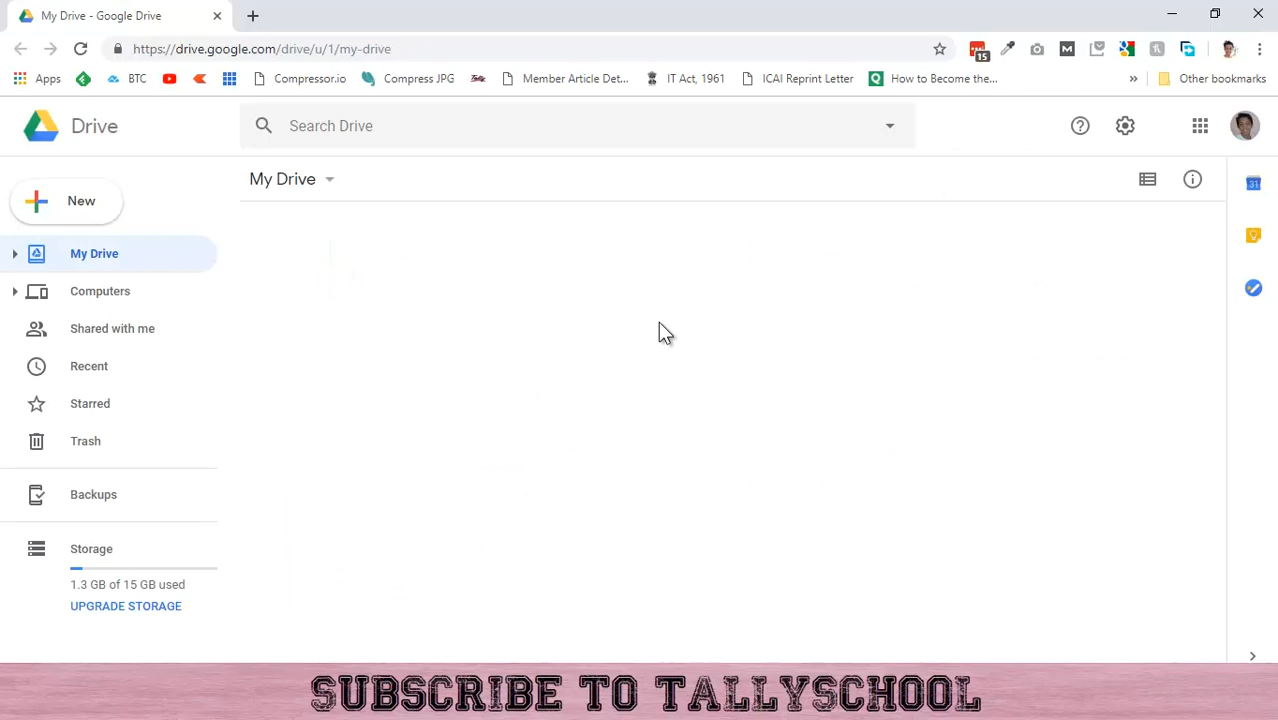 My Drive - Google Drive
https://drive.google.com/drive/u/1/my-drive
15
Apps
BTC
Compressor.io
Compress JPG
Member Article Det...
IT Act, 1961
ICAI Reprint Letter
How to Become the...
Other bookmarks
Drive
Search Drive
My Drive
New
31
My Drive
Computers
Shared with me
Recent
Starred
Trash
Backups
Storage
1.3 GB of 15 GB used
UPGRADE STORAGE
SUBSCRIBE TO TALLYSCHOOL